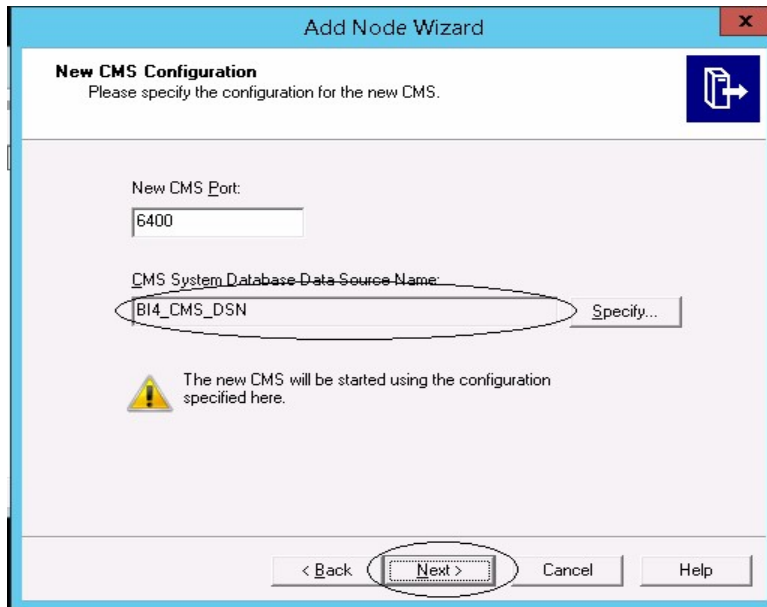 Add Node Wizard
x
New CMS Configuration
Please specify the configuration for the new CMS.
New CMS Port:
6400
CMS System Database Data Source Name:
BI4_CMS_DSN
Specify...
The new CMS will be started using the configuration
specified here.
< Back
Next >
Cancel
Help